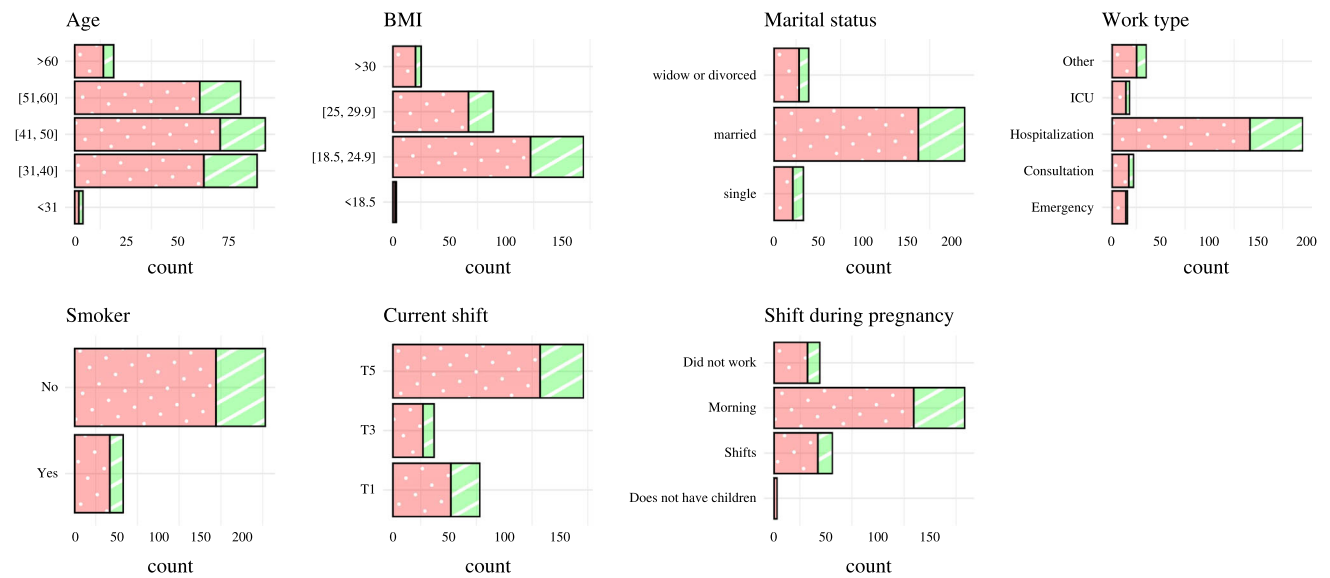 Age
>60
[51,60]
[41, 50]
[31,40]
<31
0 25 50 75
count
BMI
>30
[25, 29.9]
[18.5, 24.9]
<18.5
0 50 100 150
count
Marital status
widow or divorced
married
single
0 50 100 150 200
count
Work type
Other
ICU
Hospitalization
Consultation
Emergency
0 50 100 150 200
count
Smoker
No
Yes
0 50 100 150 200
count
Current shift
T5
T3
T1
0 50 100 150
count
Shift during pregnancy
Did not work
Morning
Shifts
Does not have children
0 50 100 150
count